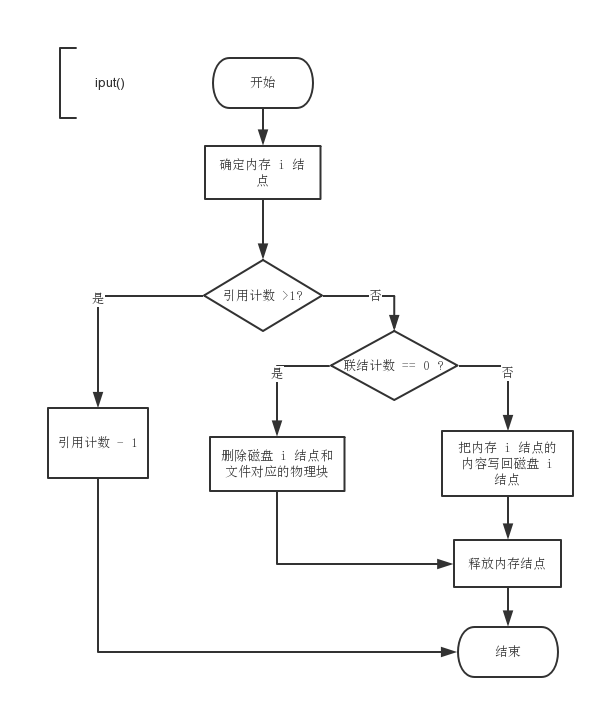 iput()
开始
确定内存 i 结
点
引用计数 >1?
是
否
联结计数 == 0 ?
是
否
引用计数 - 1
删除磁盘 i 结点和
文件对应的物理块
把内存 i 结点的
内容写回磁盘 i
结点
释放内存结点
结束